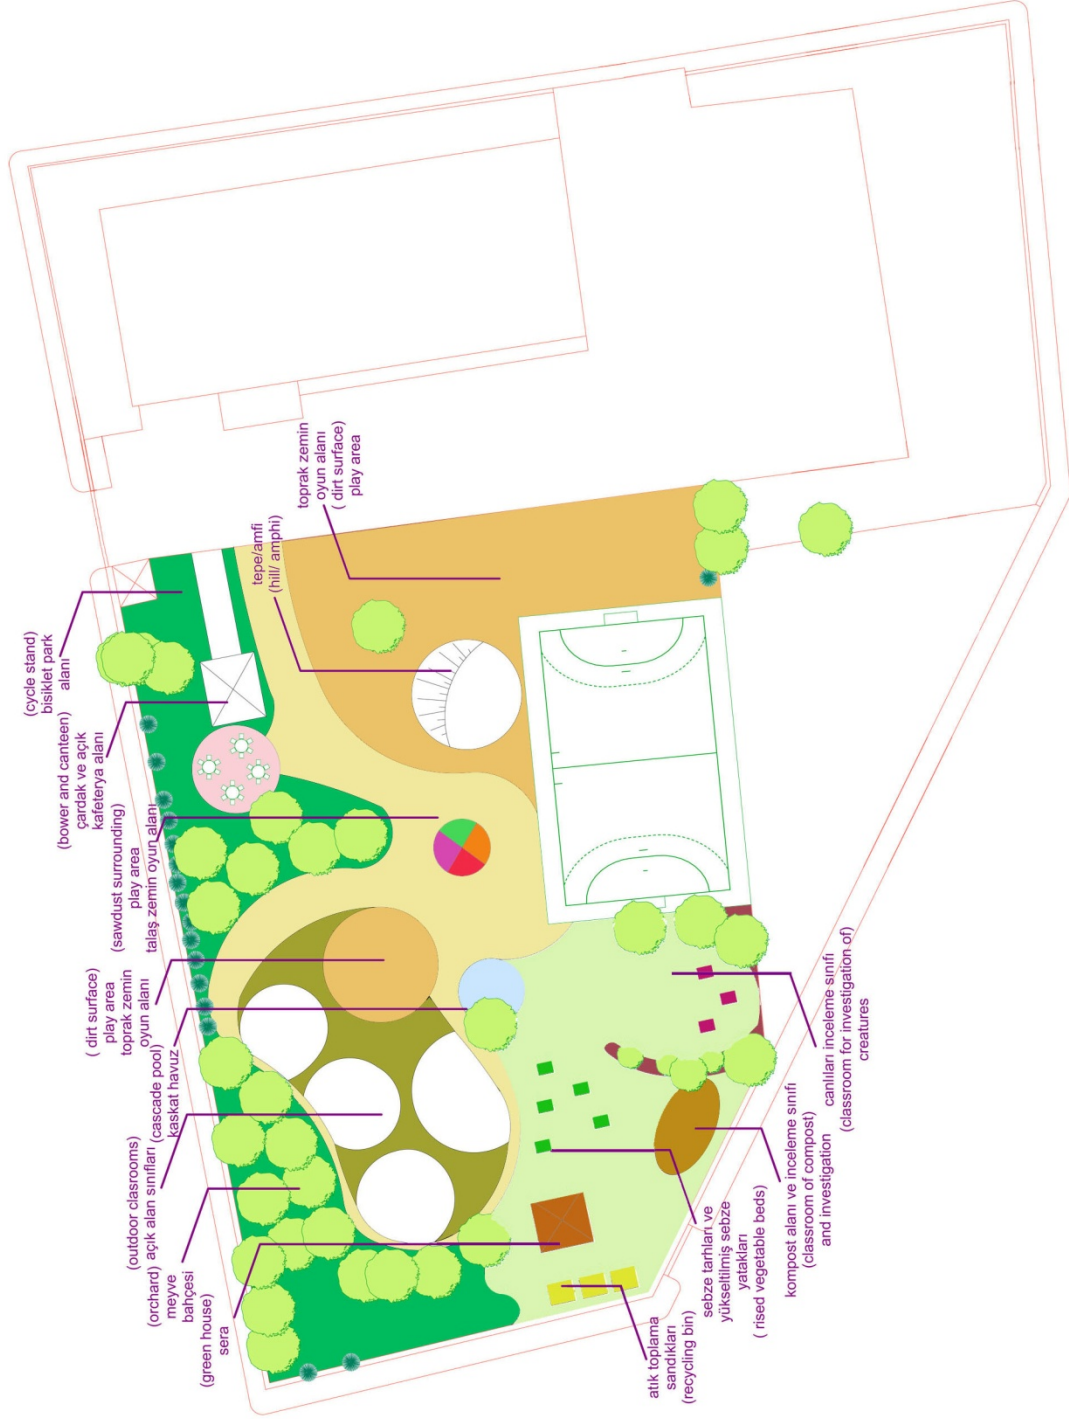 (cycle stand)
bisiklet park
alanı
(bower and canteen)
çardak ve açık
kafeterya alanı
(sawdust surrounding)
play area
talaş zemin oyun alanı
( dirt surface)
play area
toprak zemin
oyun alanı
(cascade pool)
kaskat havuz
(outdoor clasrooms)
açık alan sınıfları
(orchard)
meyve
bahçesi
(green house)
sera
toprak zemin
oyun alanı
( dirt surface)
play area
tepe/amfi
(hill/ amphi)
atık toplama
sandıkları
(recycling bin)
sebze tarhları ve
yükseltilmiş sebze
yatakları
( rised vegetable beds)
kompost alanı ve inceleme sınıfı
(classroom of compost)
and investigation
canlıları inceleme sınıfı
(classroom for investigation of)
creatures